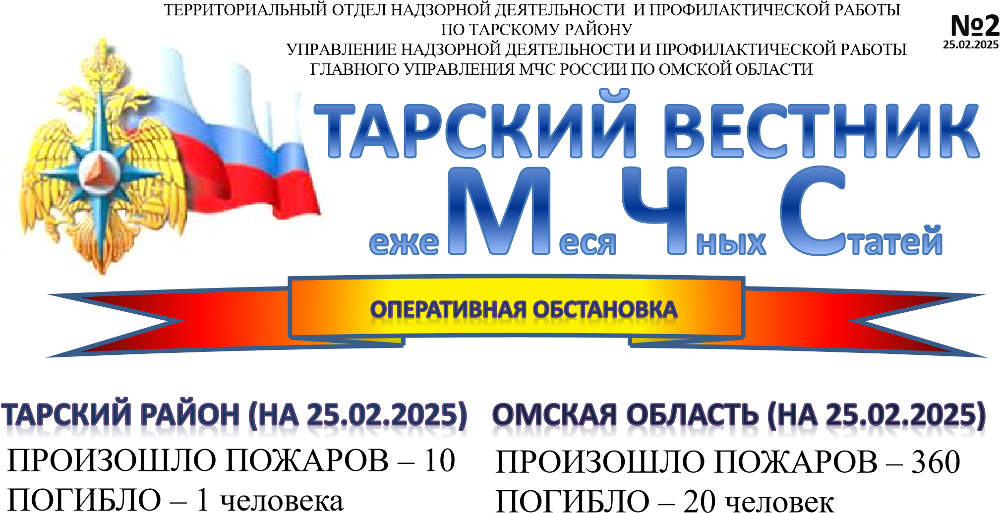 ТЕРРИТОРИАЛЬНЫЙ ОТДЕЛ НАДЗОРНОЙ ДЕЯТЕЛЬНОСТИ И ПРОФИЛАКТИЧЕСКОЙ РАБОТЫ
ПО ТАРСКОМУ РАЙОНУ
УПРАВЛЕНИЕ НАДЗОРНОЙ ДЕЯТЕЛЬНОСТИ И ПРОФИЛАКТИЧЕСКОЙ РАБОТЫ
ГЛАВНОГО УПРАВЛЕНИЯ МЧС РОССИИ ПО ОМСКОЙ ОБЛАСТИ
№2
25.02.2025
ТАРСКИЙ ВЕСТНИК
ежеМесяЧных Статей
ОПЕРАТИВНАЯ ОБСТАНОВКА
ТАРСКИЙ РАЙОН (НА 25.02.2025)
ПРОИЗОШЛО ПОЖАРОВ – 10
ПОГИБЛО – 1 человека
ОМСКАЯ ОБЛАСТЬ (НА 25.02.2025)
ПРОИЗОШЛО ПОЖАРОВ – 360
ПОГИБЛО – 20 человек